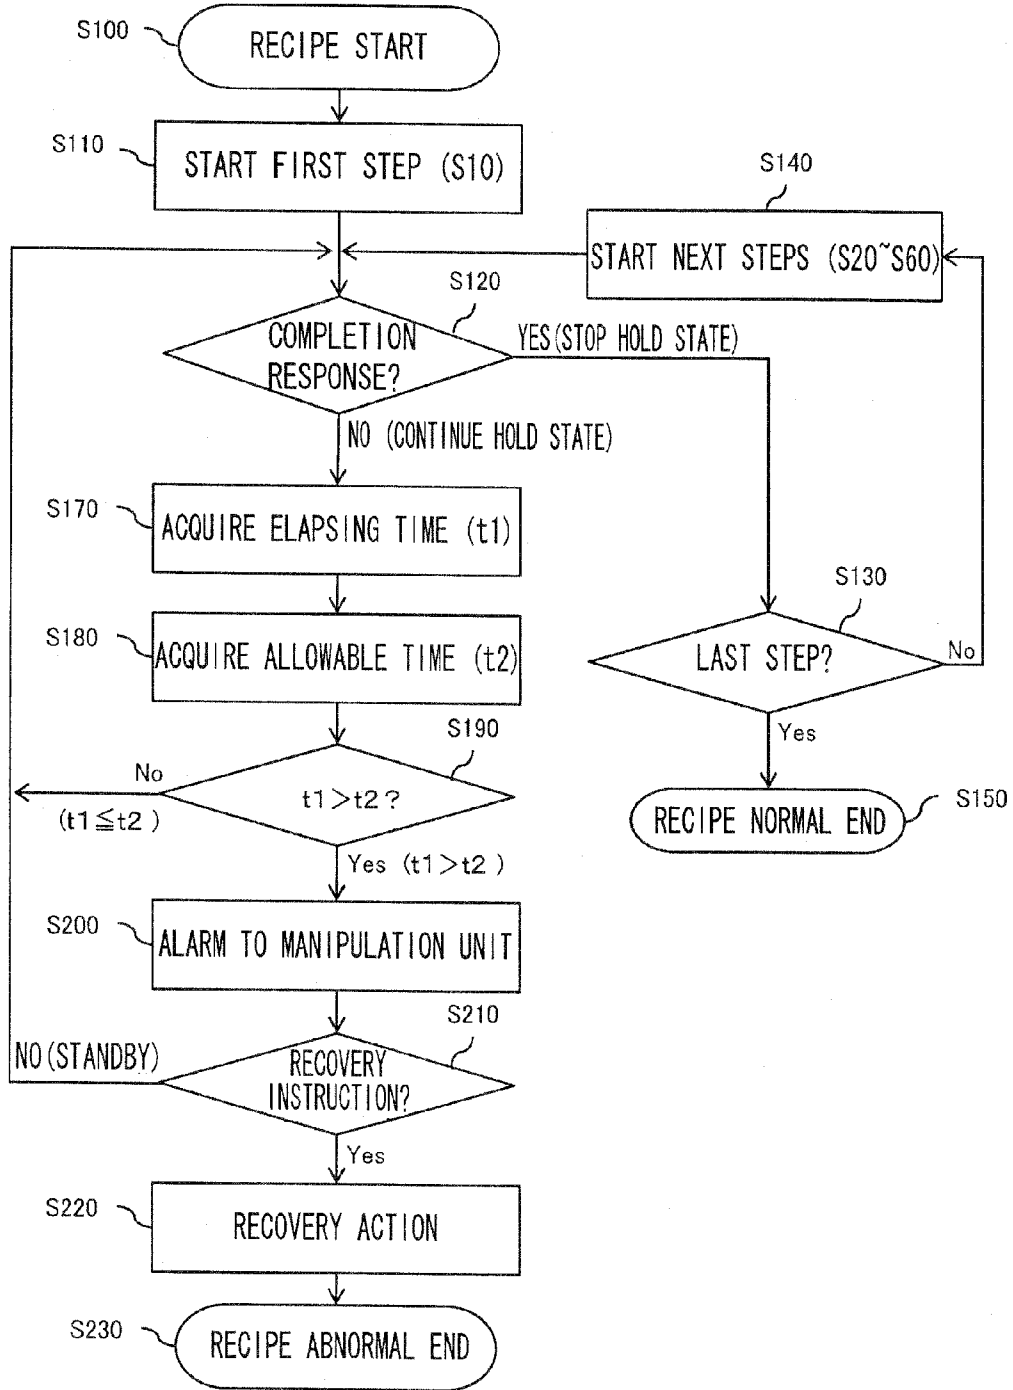 S100
RECIPE START
S110
START FIRST STEP (S10)
S140
START NEXT STEPS (S20~S60)
S120
COMPLETION
RESPONSE?
YES(STOP HOLD STATE)
NO (CONTINUE HOLD STATE)
S170
ACQUIRE ELAPSING TIME (t1)
S130
LAST STEP?
No
Yes
S180
ACQUIRE ALLOWABLE TIME (t2)
S190
t1>t2?
No
(t1≦t2)
Yes (t1>t2)
S150
RECIPE NORMAL END
S200
ALARM TO MANIPULATION UNIT
S210
RECOVERY
INSTRUCTION?
NO(STANDBY)
Yes
S220
RECOVERY ACTION
S230
RECIPE ABNORMAL END